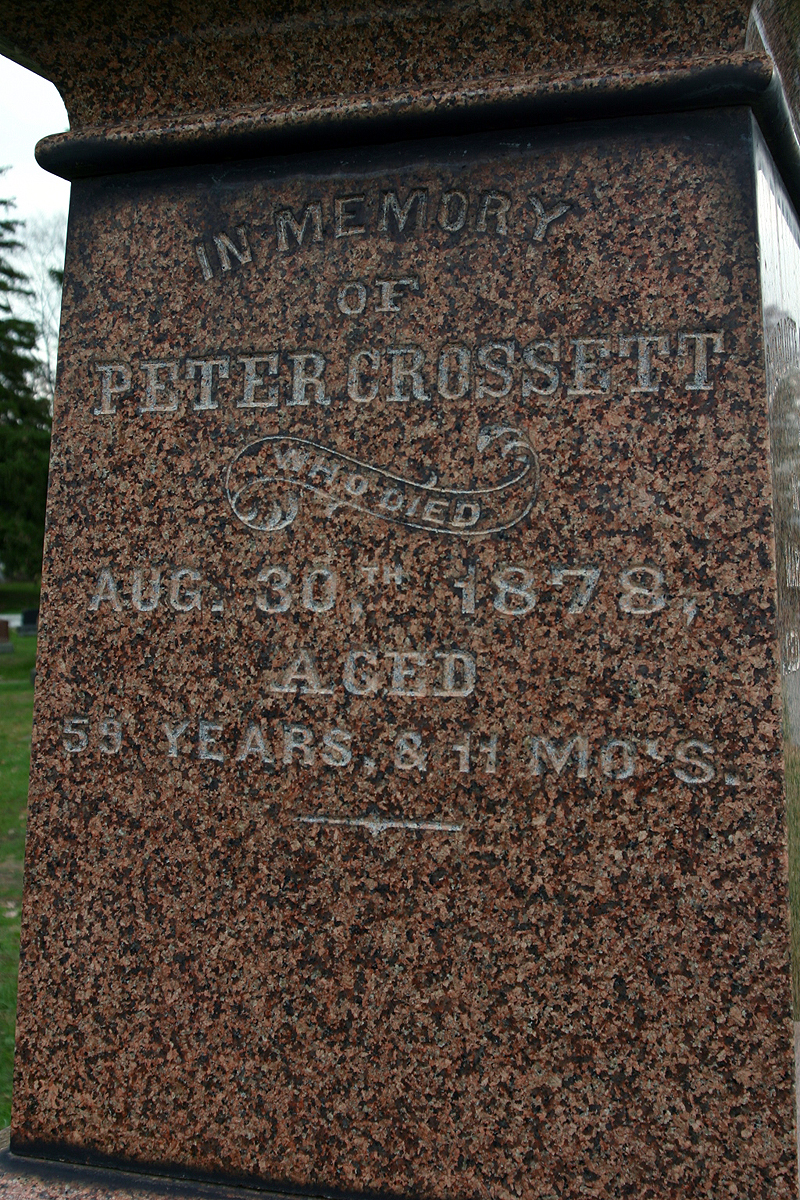 IN MEMORY
OF
PETER CROSSETT
WHO DIED
AUG. 30,TH 1878,
AGED
59 YEARS, & 11 MO'S.